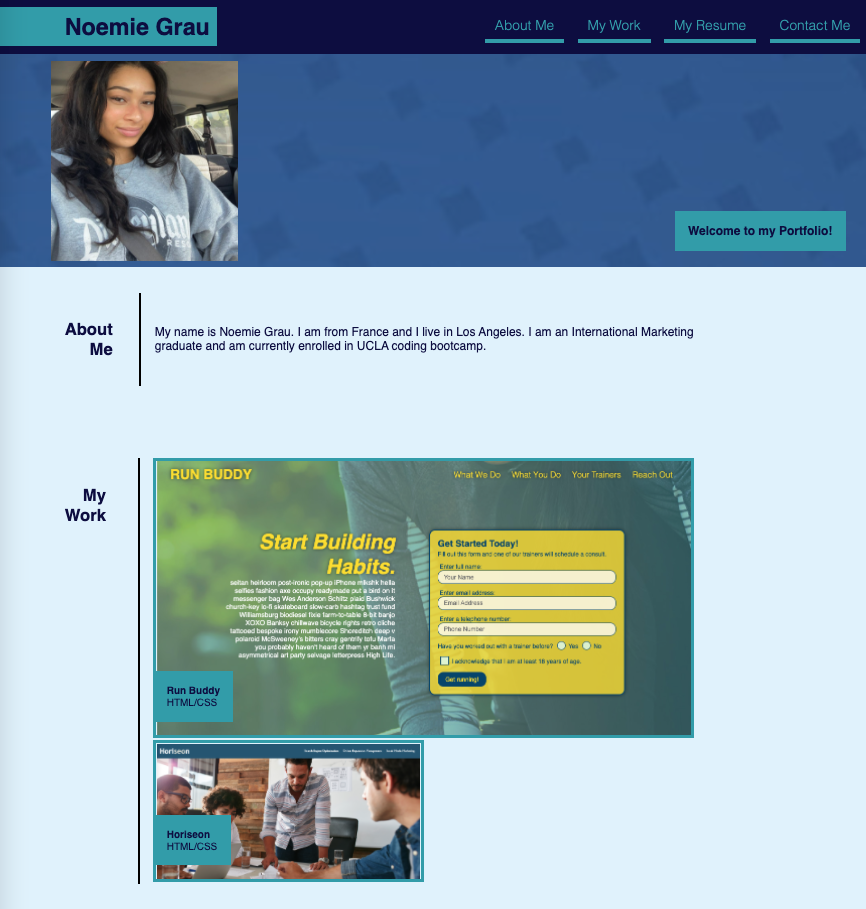 Noemie Grau
About Me
My Work
My Resume
Contact Me
Disneyland
RES
Welcome to my Portfolio!
About
Me
My name is Noemie Grau. I am from France and I live in Los Angeles. I am an International Marketing
graduate and am currently enrolled in UCLA coding bootcamp.
My
Work
RUN BUDDY
What We Do
What You Do
Your Trainers
Reach Out
Start Building
Habits.
seitan heirloom post-ironic pop-up iPhone mlkshk hella
selfies fashion axe occupy readymade put a bird on it
messenger bag Wes Anderson Schlitz plaid Bushwick
church-key lo-fi skateboard slow-carb hashtag trust fund
Williamsburg biodiesel fixie farm-to-table 8-bit banjo
XOXO Banksy chillwave bicycle rights retro cliche
tattooed bespoke irony mumblecore Shoreditch deep v
polaroid McSweeney's bitters cray gentrify tofu Marfa
you probably haven't heard of them yr banh mi
asymmetrical art party selvage letterpress High Life.
Get Started Today!
Fill out this form and one of our trainers will schedule a consult.
Enter full name:
Your Name
Enter email address:
Email Address
Enter a telephone number:
Phone Number
Have you worked out with a trainer before? Yes No
I acknowledge that I am at least 18 years of age.
Get running!
Run Buddy
HTML/CSS
Horiseon
Horiseon
HTML/CSS